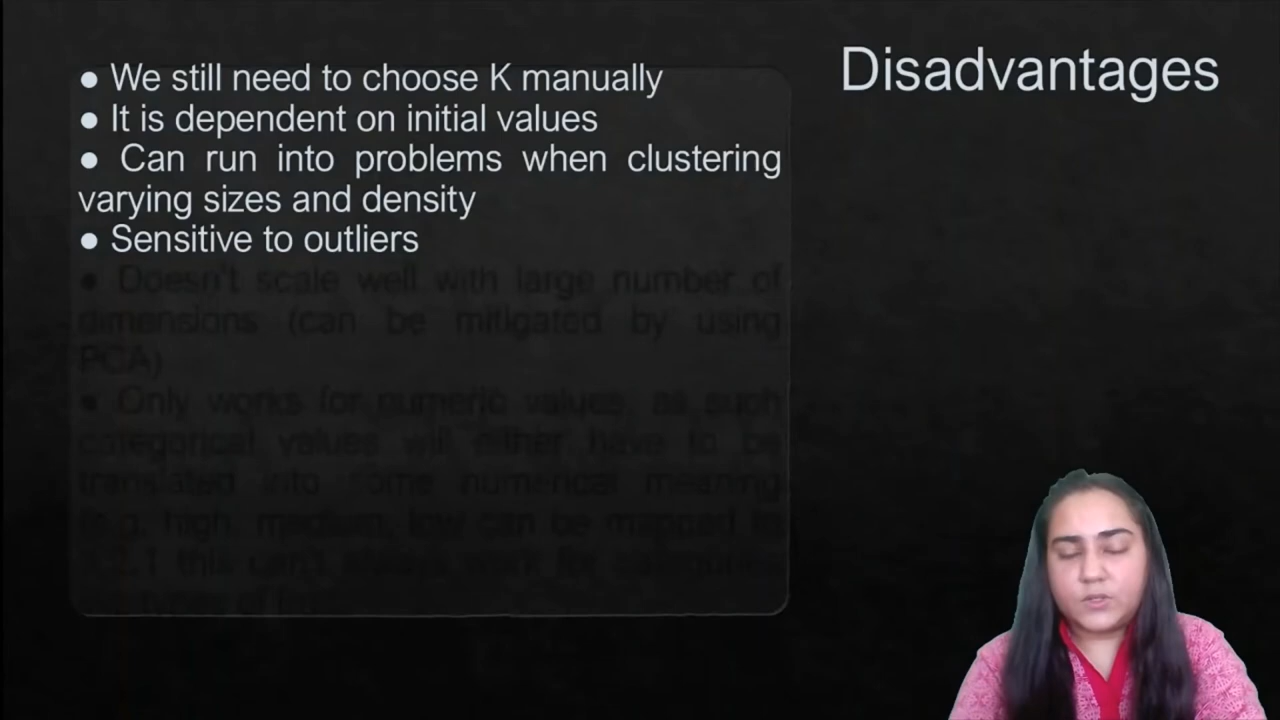 Disadvantages
● We still need to choose K manually
● It is dependent on initial values
● Can run into problems when clustering
varying sizes and density
● Sensitive to outliers
● Doesn't scale well with large number of
dimensions (can be mitigated by using
PCA)
● Only works for numeric values, as such
categorical values will either have to be
translated into some numerical meaning
(e.g. high, medium, low can be mapped to
3,2,1 this can't work for
types of